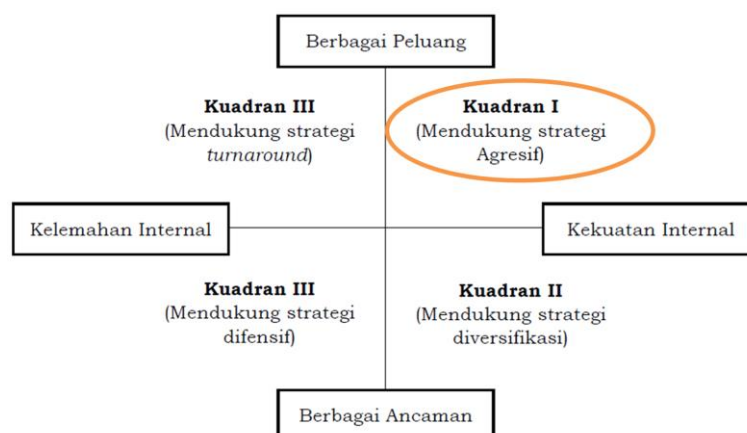 Berbagai Peluang
Kuadran III
(Mendukung strategi
turnaround)
Kuadran I
(Mendukung strategi
Agresif)
Kelemahan Internal
Kekuatan Internal
Kuadran III
(Mendukung strategi
difensif)
Kuadran II
(Mendukung strategi
diversifikasi)
Berbagai Ancaman